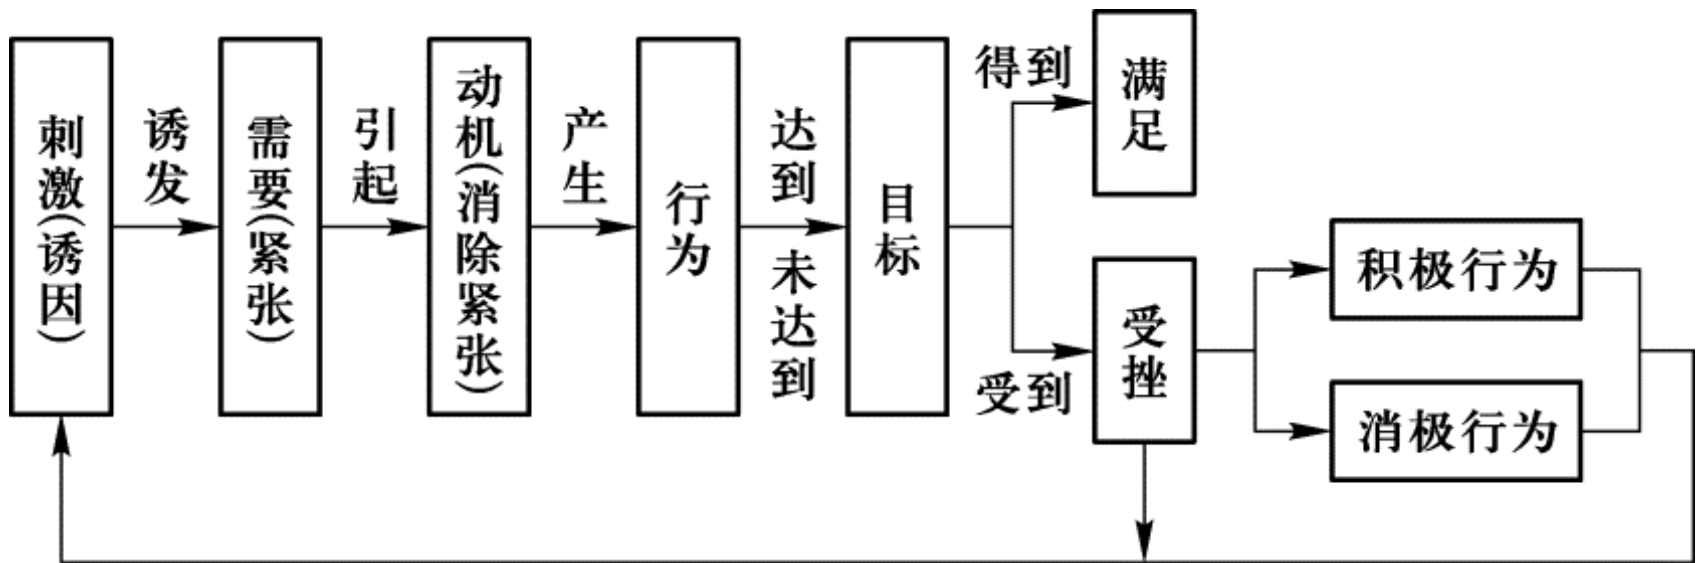 刺激(诱因)
诱发
需要(紧张)
引起
动机(消除紧张)
产生
行为
达到
未达到
目标
得到
满足
受到
受挫
积极行为
消极行为